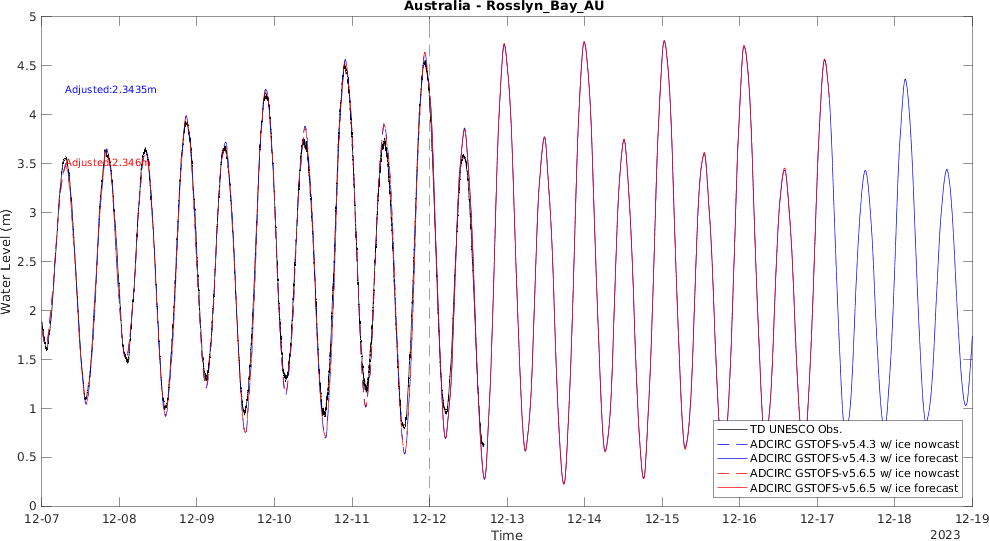 Australia - Rosslyn_Bay_AU
5
4.5
4
3.5
3
2.5
2
1.5
1
0.5
0
Water Level (m)
Adjusted:2.3435m
Adjusted:2.346m
TD UNESCO Obs.
ADCIRC GSTOFS-v5.4.3 w/ ice nowcast
ADCIRC GSTOFS-v5.4.3 w/ ice forecast
ADCIRC GSTOFS-v5.6.5 w/ ice nowcast
ADCIRC GSTOFS-v5.6.5 w/ ice forecast
12-07 12-08 12-09 12-10 12-11 12-12 12-13 12-14 12-15 12-16 12-17 12-18 12-19
Time
2023